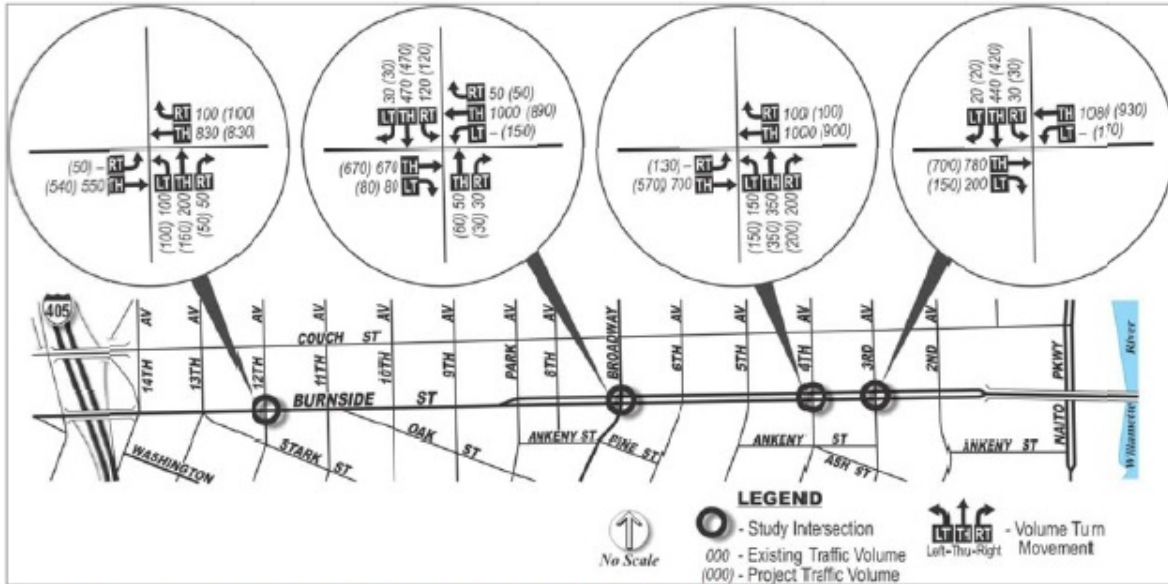 RT 100 (100)
TH 830 (830)
(50) – RT
(540) 550 TH
LT TH RT
(100) 100
(160) 200
(50) 50
30 (30)
470 (470)
120 (120)
LT TH RT
RT 50 (50)
TH 1000 (890)
LT – (150)
(670) 670 TH
(80) 80 LT
TH RT
(60) 50
(30) 30
RT 100 (100)
TH 1000 (900)
(130) – RT
(570) 700 TH
LT TH RT
(150) 150
(350) 350
(200) 200
20 (20)
440 (420)
30 (30)
LT TH RT
TH 1080 (930)
LT – (110)
(700) 780 TH
(150) 200 LT
405
14TH AV
13TH AV
12TH AV
11TH AV
10TH AV
9TH AV
PARK AV
8TH AV
BROADWAY
6TH AV
5TH AV
4TH AV
3RD AV
2ND AV
NAITO PKWY
Willamette River
COUCH ST
BURNSIDE ST
WASHINGTON
STARK ST
OAK ST
ANKENY ST
PINE ST
ANKENY ST
ASH ST
ANKENY ST
No Scale
LEGEND
- Study Intersection
000 - Existing Traffic Volume
(000) - Project Traffic Volume
LT TH RT
Left-Thru-Right
- Volume Turn
Movement